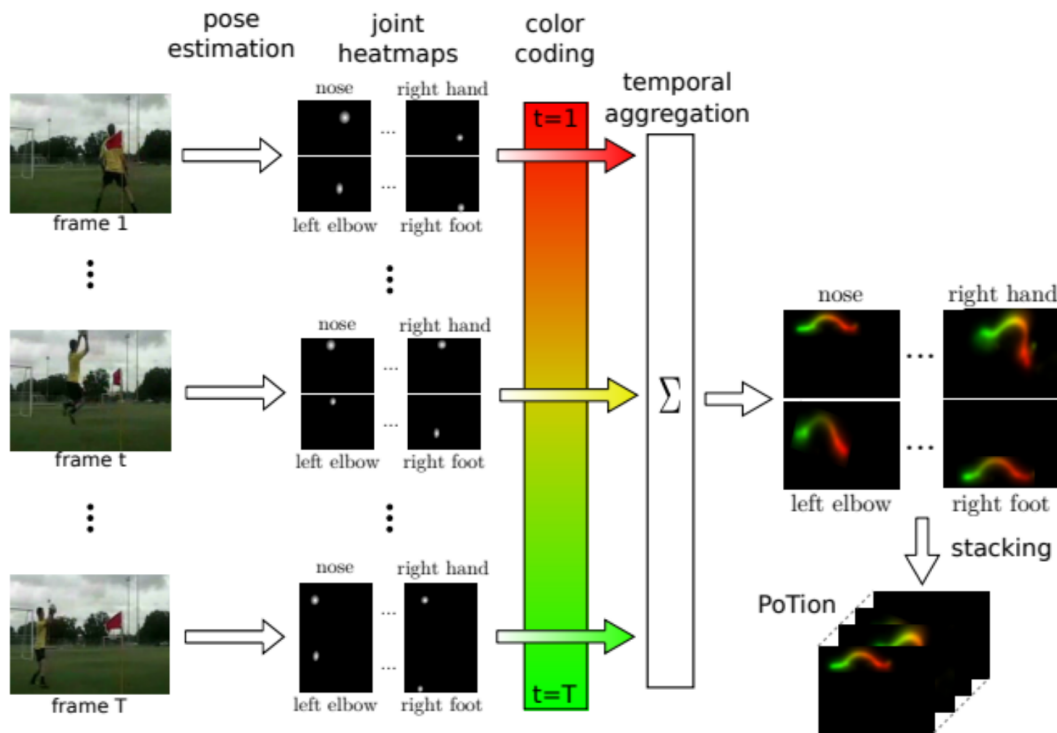 pose
estimation
joint
heatmaps
color
coding
temporal
aggregation
nose
right hand
...
...
left elbow
right foot
frame 1
t=1
nose
right hand
...
...
left elbow
right foot
frame t
Σ
nose
right hand
...
...
left elbow
right foot
nose
right hand
...
...
left elbow
right foot
frame T
t=T
stacking
PoTion